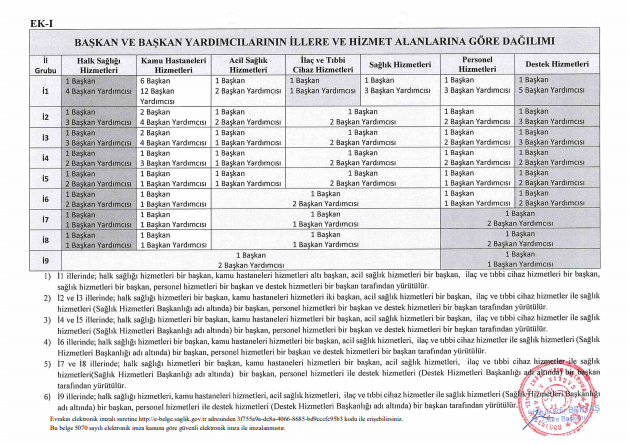 EK-I
BAŞKAN VE BAŞKAN YARDIMCILARININ İLLERE VE HİZMET ALANLARINA GÖRE DAĞILIMI
İl Grubu | Halk Sağlığı Hizmetleri | Kamu Hastaneleri Hizmetleri | Acil Sağlık Hizmetleri | İlaç ve Tıbbi Cihaz Hizmetleri | Sağlık Hizmetleri | Personel Hizmetleri | Destek Hizmetleri
İ1 | 1 Başkan 4 Başkan Yardımcısı | 6 Başkan 12 Başkan Yardımcısı | 1 Başkan 2 Başkan Yardımcısı | 1 Başkan 1 Başkan Yardımcısı | 1 Başkan 3 Başkan Yardımcısı | 1 Başkan 3 Başkan Yardımcısı | 1 Başkan 5 Başkan Yardımcısı
İ2 | 1 Başkan 3 Başkan Yardımcısı | 2 Başkan 4 Başkan Yardımcısı | 1 Başkan 1 Başkan Yardımcısı | 1 Başkan 2 Başkan Yardımcısı | 1 Başkan 2 Başkan Yardımcısı | 1 Başkan 3 Başkan Yardımcısı
İ3 | 1 Başkan 3 Başkan Yardımcısı | 2 Başkan 4 Başkan Yardımcısı | 1 Başkan 1 Başkan Yardımcısı | 1 Başkan 2 Başkan Yardımcısı | 1 Başkan 2 Başkan Yardımcısı | 1 Başkan 3 Başkan Yardımcısı
İ4 | 1 Başkan 2 Başkan Yardımcısı | 1 Başkan 3 Başkan Yardımcısı | 1 Başkan 1 Başkan Yardımcısı | 1 Başkan 2 Başkan Yardımcısı | 1 Başkan 2 Başkan Yardımcısı | 1 Başkan 2 Başkan Yardımcısı
İ5 | 1 Başkan 2 Başkan Yardımcısı | 1 Başkan 1 Başkan Yardımcısı | 1 Başkan 1 Başkan Yardımcısı | 1 Başkan 2 Başkan Yardımcısı | 1 Başkan 1 Başkan Yardımcısı | 1 Başkan 2 Başkan Yardımcısı
İ6 | 1 Başkan 2 Başkan Yardımcısı | 1 Başkan 1 Başkan Yardımcısı | 1 Başkan 2 Başkan Yardımcısı | 1 Başkan 1 Başkan Yardımcısı | 1 Başkan 2 Başkan Yardımcısı
İ7 | 1 Başkan 1 Başkan Yardımcısı | 1 Başkan 1 Başkan Yardımcısı | 1 Başkan 1 Başkan Yardımcısı | 1 Başkan 2 Başkan Yardımcısı
İ8 | 1 Başkan 1 Başkan Yardımcısı | 1 Başkan 1 Başkan Yardımcısı | 1 Başkan 1 Başkan Yardımcısı | 1 Başkan 1 Başkan Yardımcısı
İ9 | 1 Başkan 2 Başkan Yardımcısı | 1 Başkan 1 Başkan Yardımcısı
1) İ1 illerinde; halk sağlığı hizmetleri bir başkan, kamu hastaneleri hizmetleri altı başkan, acil sağlık hizmetleri bir başkan, ilaç ve tıbbi cihaz hizmetleri bir başkan,
sağlık hizmetleri bir başkan, personel hizmetleri bir başkan ve destek hizmetleri bir başkan tarafından yürütülür.
2) İ2 ve İ3 illerinde; halk sağlığı hizmetleri bir başkan, kamu hastaneleri hizmetleri iki başkan, acil sağlık hizmetleri bir başkan, ilaç ve tıbbi cihaz hizmetler ile sağlık
hizmetleri (Sağlık Hizmetleri Başkanlığı adı altında) bir başkan, personel hizmetleri bir başkan ve destek hizmetleri bir başkan tarafından yürütülür.
3) İ4 ve İ5 illerinde; halk sağlığı hizmetleri bir başkan, kamu hastaneleri hizmetleri bir başkan, acil sağlık hizmetleri bir başkan, ilaç ve tıbbi cihaz hizmetler ile sağlık
hizmetleri (Sağlık Hizmetleri Başkanlığı adı altında) bir başkan, personel hizmetleri bir başkan ve destek hizmetleri bir başkan tarafından yürütülür.
4) İ6 illerinde; halk sağlığı hizmetleri bir başkan, kamu hastaneleri hizmetleri bir başkan, acil sağlık hizmetleri, ilaç ve tıbbi cihaz hizmetler ile sağlık hizmetleri (Sağlık
Hizmetleri Başkanlığı adı altında) bir başkan, personel hizmetleri bir başkan ve destek hizmetleri bir başkan tarafından yürütülür.
5) İ7 ve İ8 illerinde; halk sağlığı hizmetleri bir başkan, kamu hastaneleri hizmetleri bir başkan, acil sağlık hizmetleri, ilaç ve tıbbi cihaz hizmetler ile sağlık
hizmetleri(Sağlık Hizmetleri Başkanlığı adı altında) bir başkan, personel hizmetleri ile destek hizmetleri (Destek Hizmetleri Başkanlığı adı altında) bir başkan
tarafından yürütülür.
6) İ9 illerinde; halk sağlığı hizmetleri, kamu hastaneleri hizmetleri, acil sağlık hizmetleri, ilaç ve tıbbi cihaz hizmetler ile sağlık hizmetleri (Sağlık Hizmetleri Başkanlığı
adı altında) bir başkan, personel hizmetleri ile destek hizmetleri (Destek Hizmetleri Başkanlığı adı altında) bir başkan tarafından yürütülür.
Evrakın elektronik imzalı suretine http://e-belge.saglik.gov.tr adresinden kodu ile erişebilirsiniz.
Bu belge 5070 sayılı elektronik imza kanuna göre güvenli elektronik imza ile imzalanmıştır.